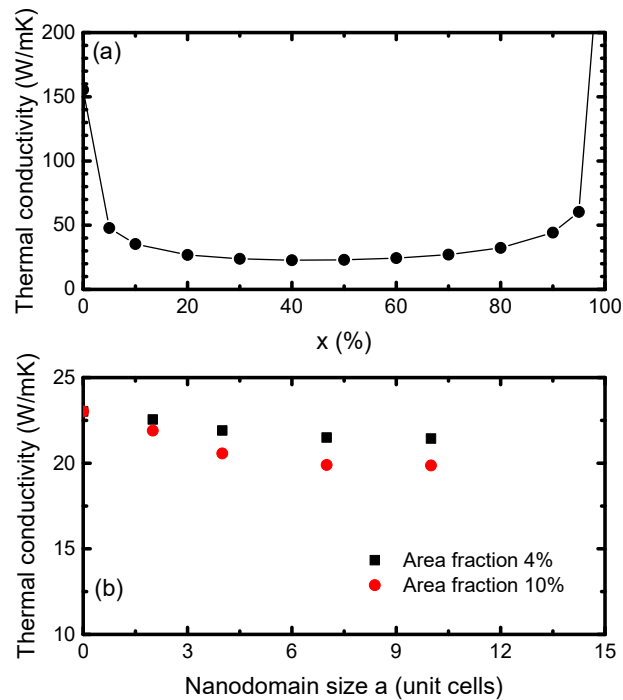 200
(a)
150
100
50
0
Thermal conductivity (W/mK)
0 20 40 60 80 100
x (%)
25
20
15
(b)
10
Thermal conductivity (W/mK)
Area fraction 4%
Area fraction 10%
0 3 6 9 12 15
Nanodomain size a (unit cells)